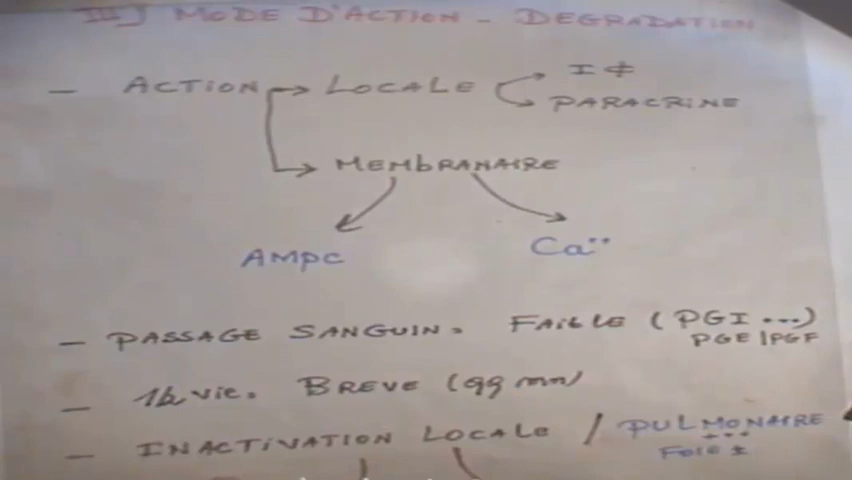 III) MODE D'ACTION - DEGRADATION
- ACTION → LOCALE
I ≠
PARACRINE
→ MEMBRANAIRE
AMPc
Ca¨
- PASSAGE SANGUIN. FAIBLE (PGI ...)
PGE/PGF
- 1/2 vie. BREVE (qq mn)
- INACTIVATION LOCALE / PULMONAIRE
+...
FOIE ±